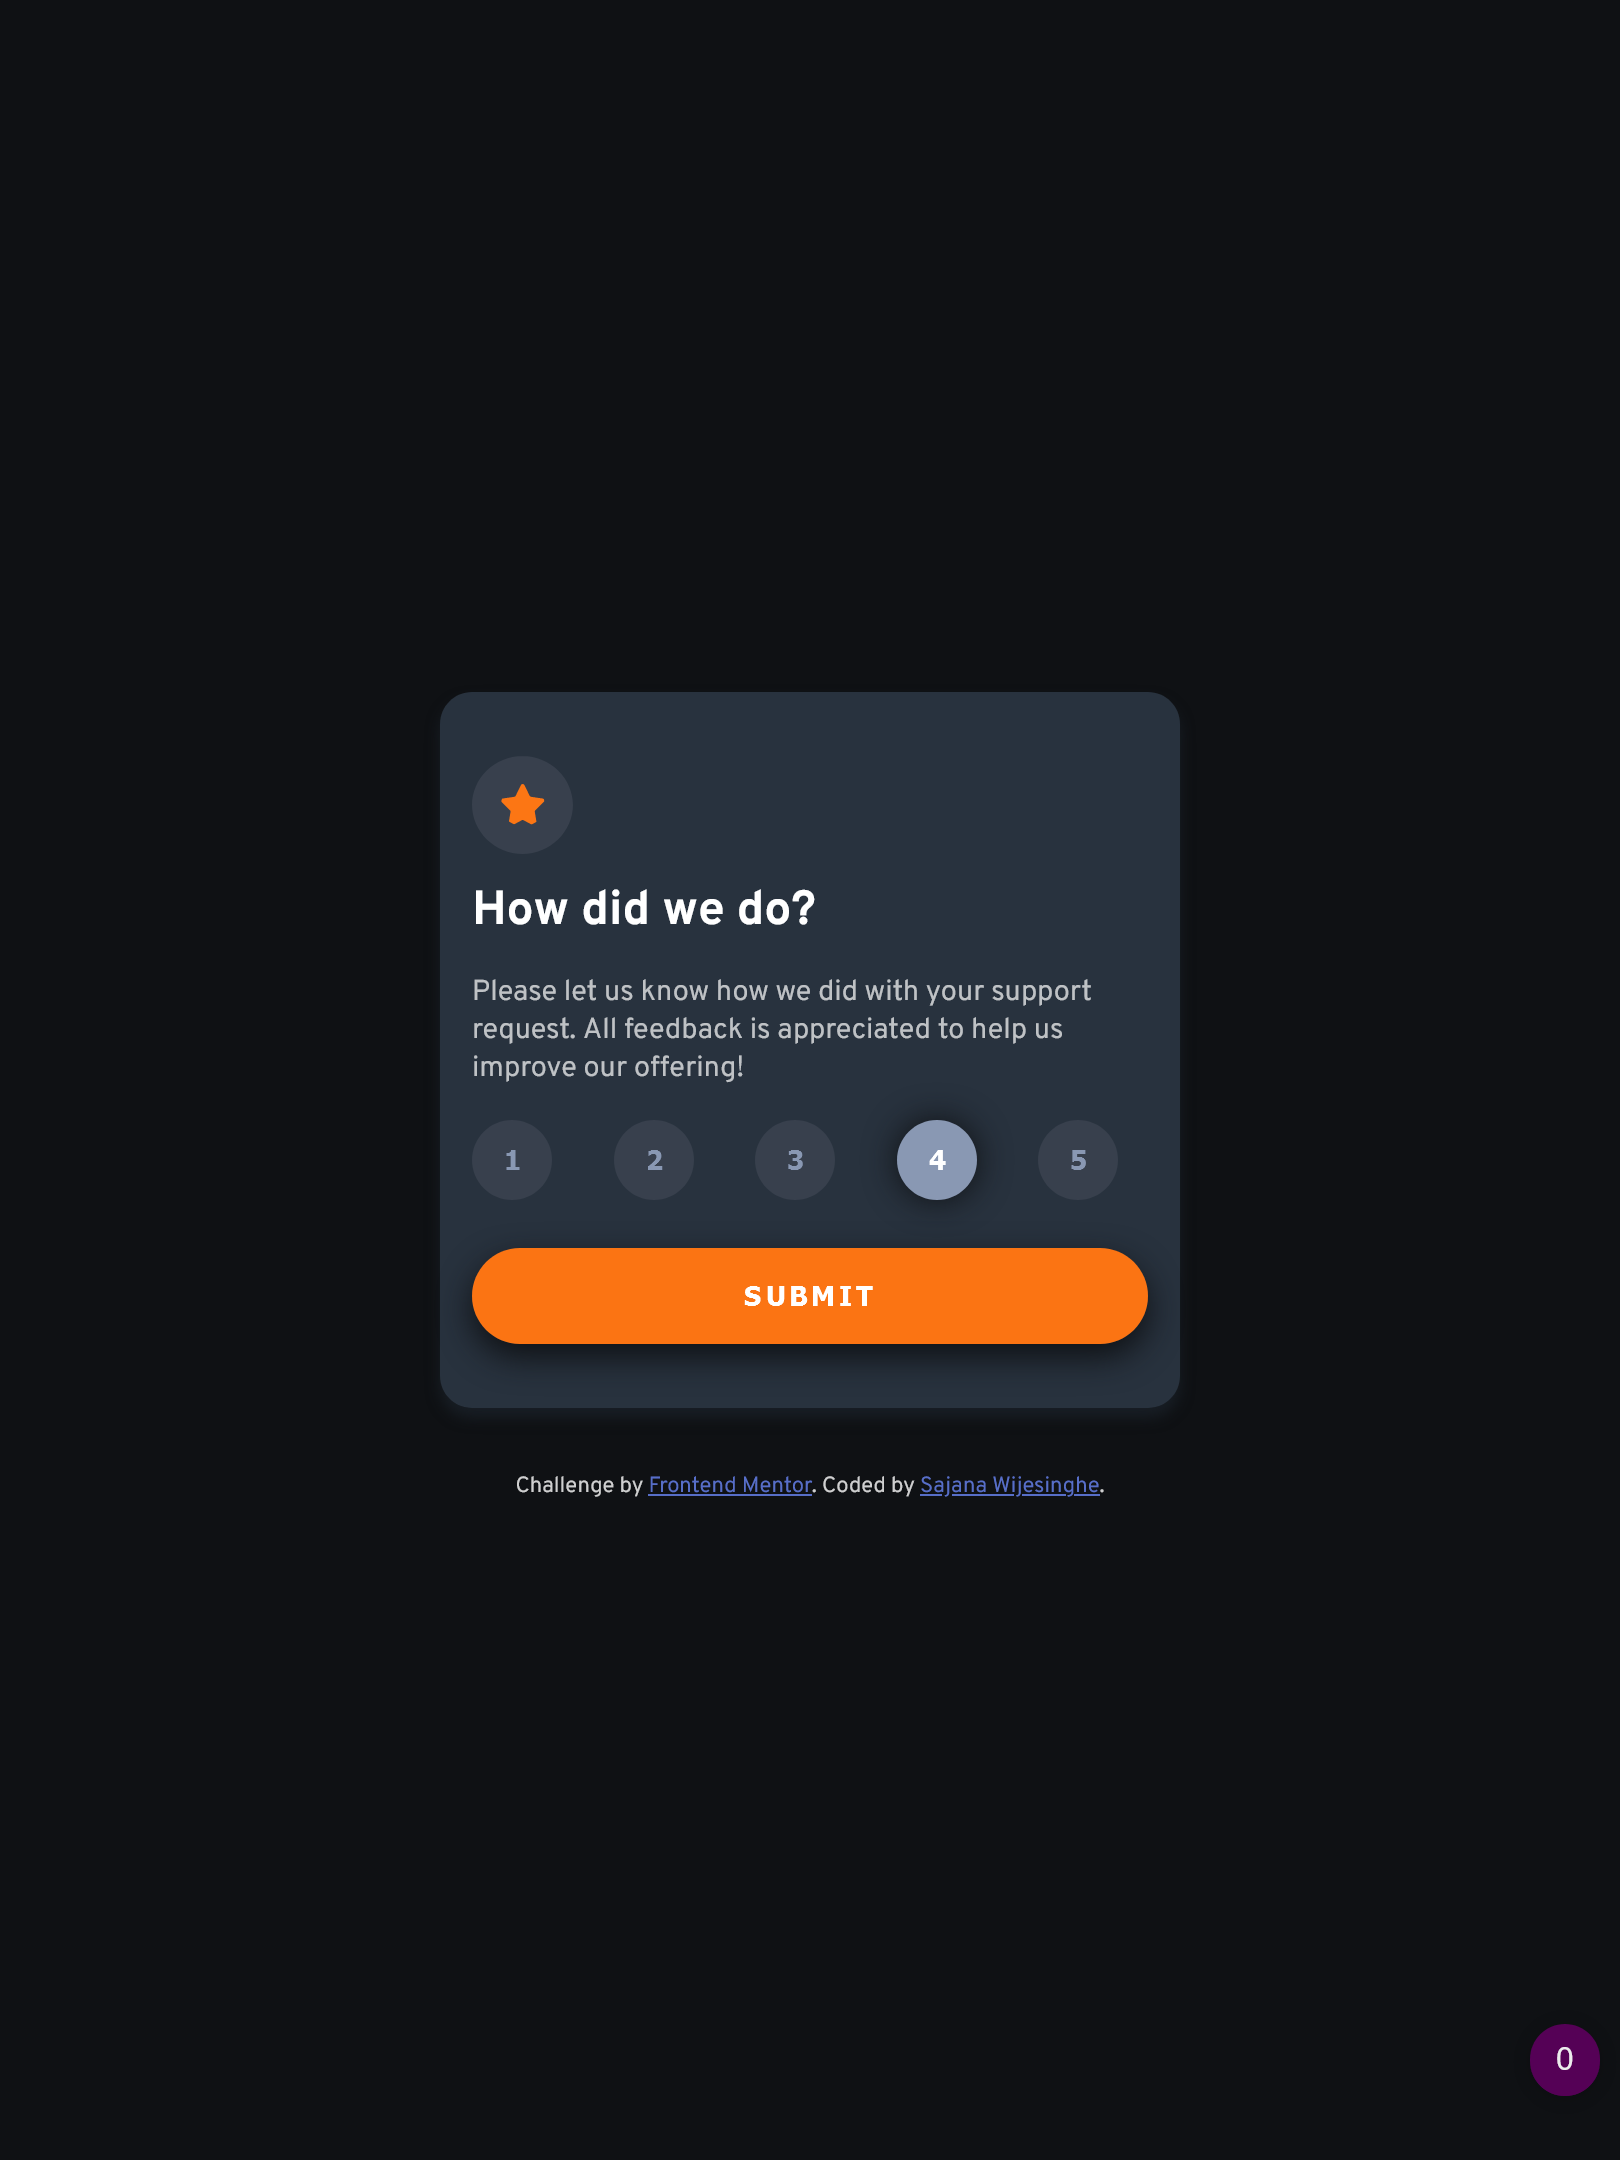 How did we do?
Please let us know how we did with your support
request. All feedback is appreciated to help us
improve our offering!
1 2 3 4 5
SUBMIT
Challenge by Frontend Mentor. Coded by Sajana Wijesinghe.
0